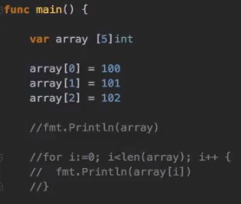 func main() {
var array [5]int
array[0] = 100
array[1] = 101
array[2] = 102
//fmt.Println(array)
//for i:=0; i<len(array); i++ {
//  fmt.Println(array[i])
//}